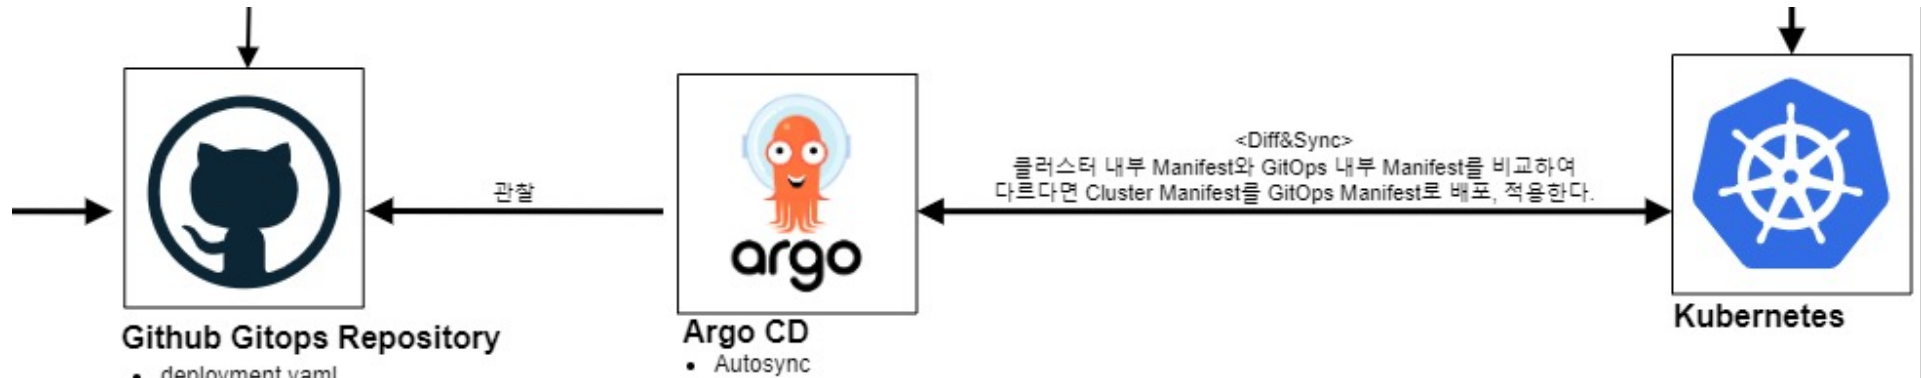 <Diff&Sync>
클러스터 내부 Manifest와 GitOps 내부 Manifest를 비교하여
다르다면 Cluster Manifest를 GitOps Manifest로 배포, 적용한다.
관찰
argo
Github Gitops Repository
deployment.yaml
Argo CD
Autosync
Kubernetes